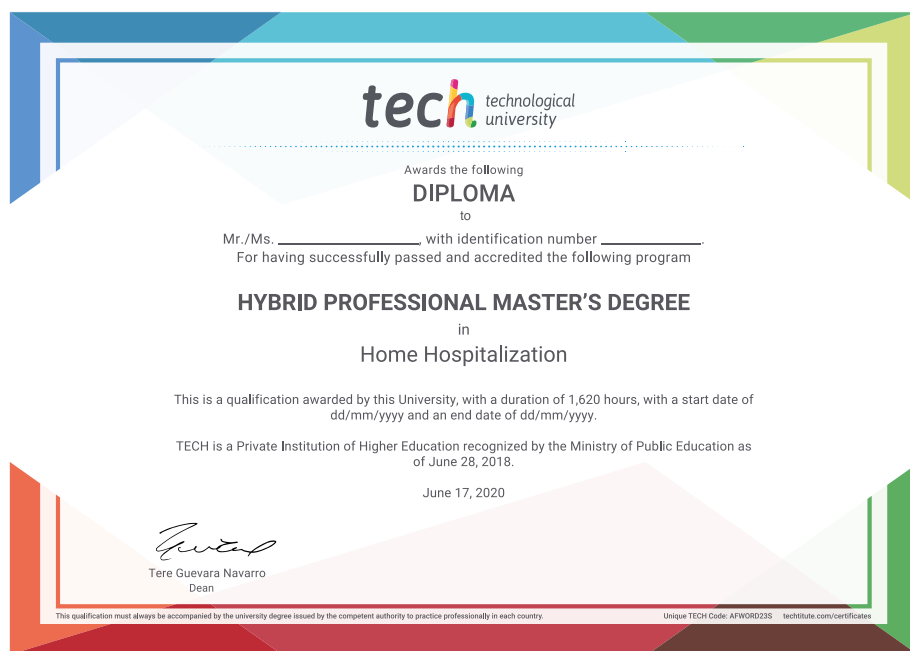 tech technological
university
Awards the following
DIPLOMA
to
Mr./Ms. ____________________, with identification number ______________.
For having successfully passed and accredited the following program
HYBRID PROFESSIONAL MASTER'S DEGREE
in
Home Hospitalization
This is a qualification awarded by this University, with a duration of 1,620 hours, with a start date of
dd/mm/yyyy and an end date of dd/mm/yyyy.
TECH is a Private Institution of Higher Education recognized by the Ministry of Public Education as
of June 28, 2018.
June 17, 2020
Tere Guevara Navarro
Dean
This qualification must always be accompanied by the university degree issued by the competent authority to practice professionally in each country. Unique TECH Code: AFWORD23S techtitute.com/certificates